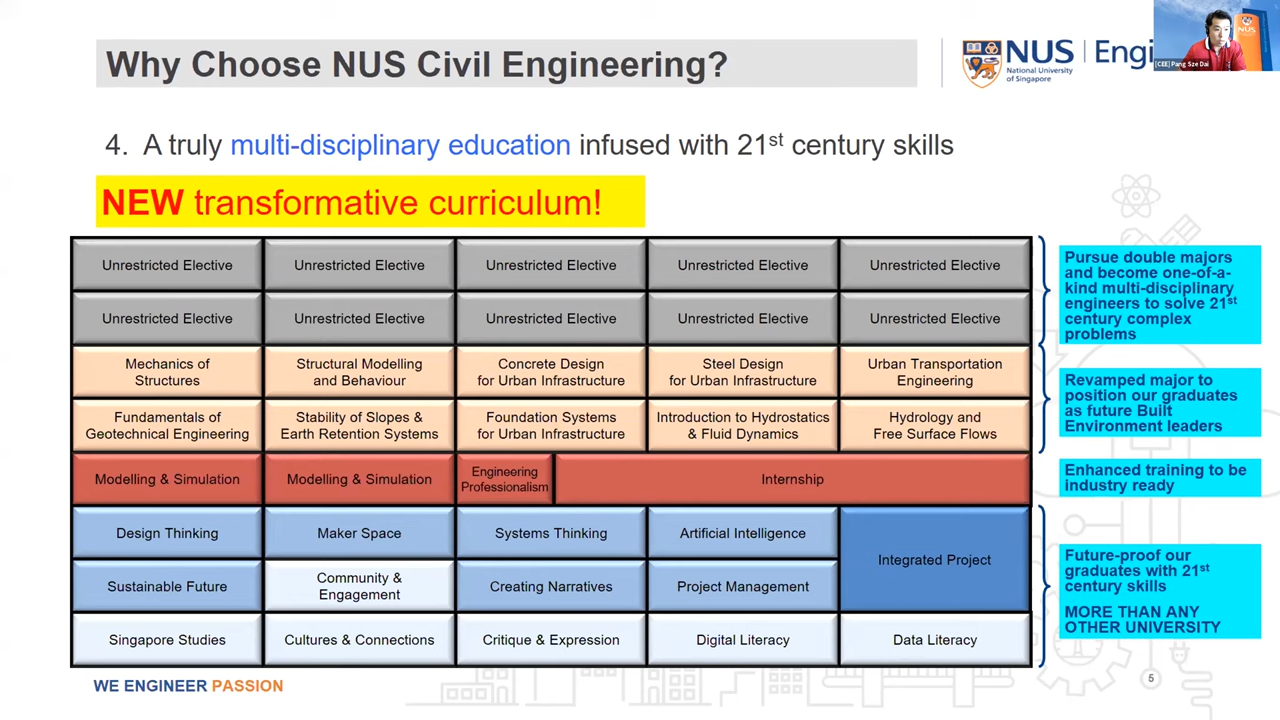 Why Choose NUS Civil Engineering?
NUS
National University
of Singapore
NUS
[CEE] Pang Sze Dai
4. A truly multi-disciplinary education infused with 21st century skills
NEW transformative curriculum!
Unrestricted Elective
Unrestricted Elective
Unrestricted Elective
Unrestricted Elective
Unrestricted Elective
Unrestricted Elective
Unrestricted Elective
Unrestricted Elective
Unrestricted Elective
Unrestricted Elective
Mechanics of
Structures
Structural Modelling
and Behaviour
Concrete Design
for Urban Infrastructure
Steel Design
for Urban Infrastructure
Urban Transportation
Engineering
Fundamentals of
Geotechnical Engineering
Stability of Slopes &
Earth Retention Systems
Foundation Systems
for Urban Infrastructure
Introduction to Hydrostatics
& Fluid Dynamics
Hydrology and
Free Surface Flows
Modelling & Simulation
Modelling & Simulation
Engineering
Professionalism
Internship
Design Thinking
Maker Space
Systems Thinking
Artificial Intelligence
Integrated Project
Sustainable Future
Community &
Engagement
Creating Narratives
Project Management
Singapore Studies
Cultures & Connections
Critique & Expression
Digital Literacy
Data Literacy
Pursue double majors
and become one-of-a-
kind multi-disciplinary
engineers to solve 21st
century complex
problems
Revamped major to
position our graduates
as future Built
Environment leaders
Enhanced training to be
industry ready
Future-proof our
graduates with 21st
century skills
MORE THAN ANY
OTHER UNIVERSITY
WE ENGINEER PASSION
5